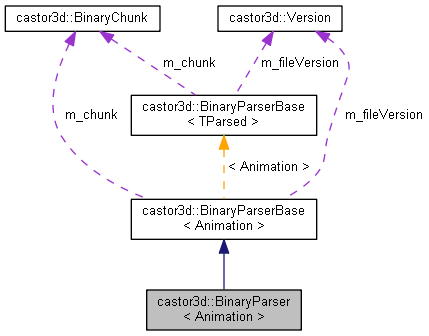 castor3d::BinaryChunk
castor3d::Version
m_chunk
m_fileVersion
castor3d::BinaryParserBase
< TParsed >
m_chunk
m_fileVersion
< Animation >
castor3d::BinaryParserBase
< Animation >
castor3d::BinaryParser
< Animation >